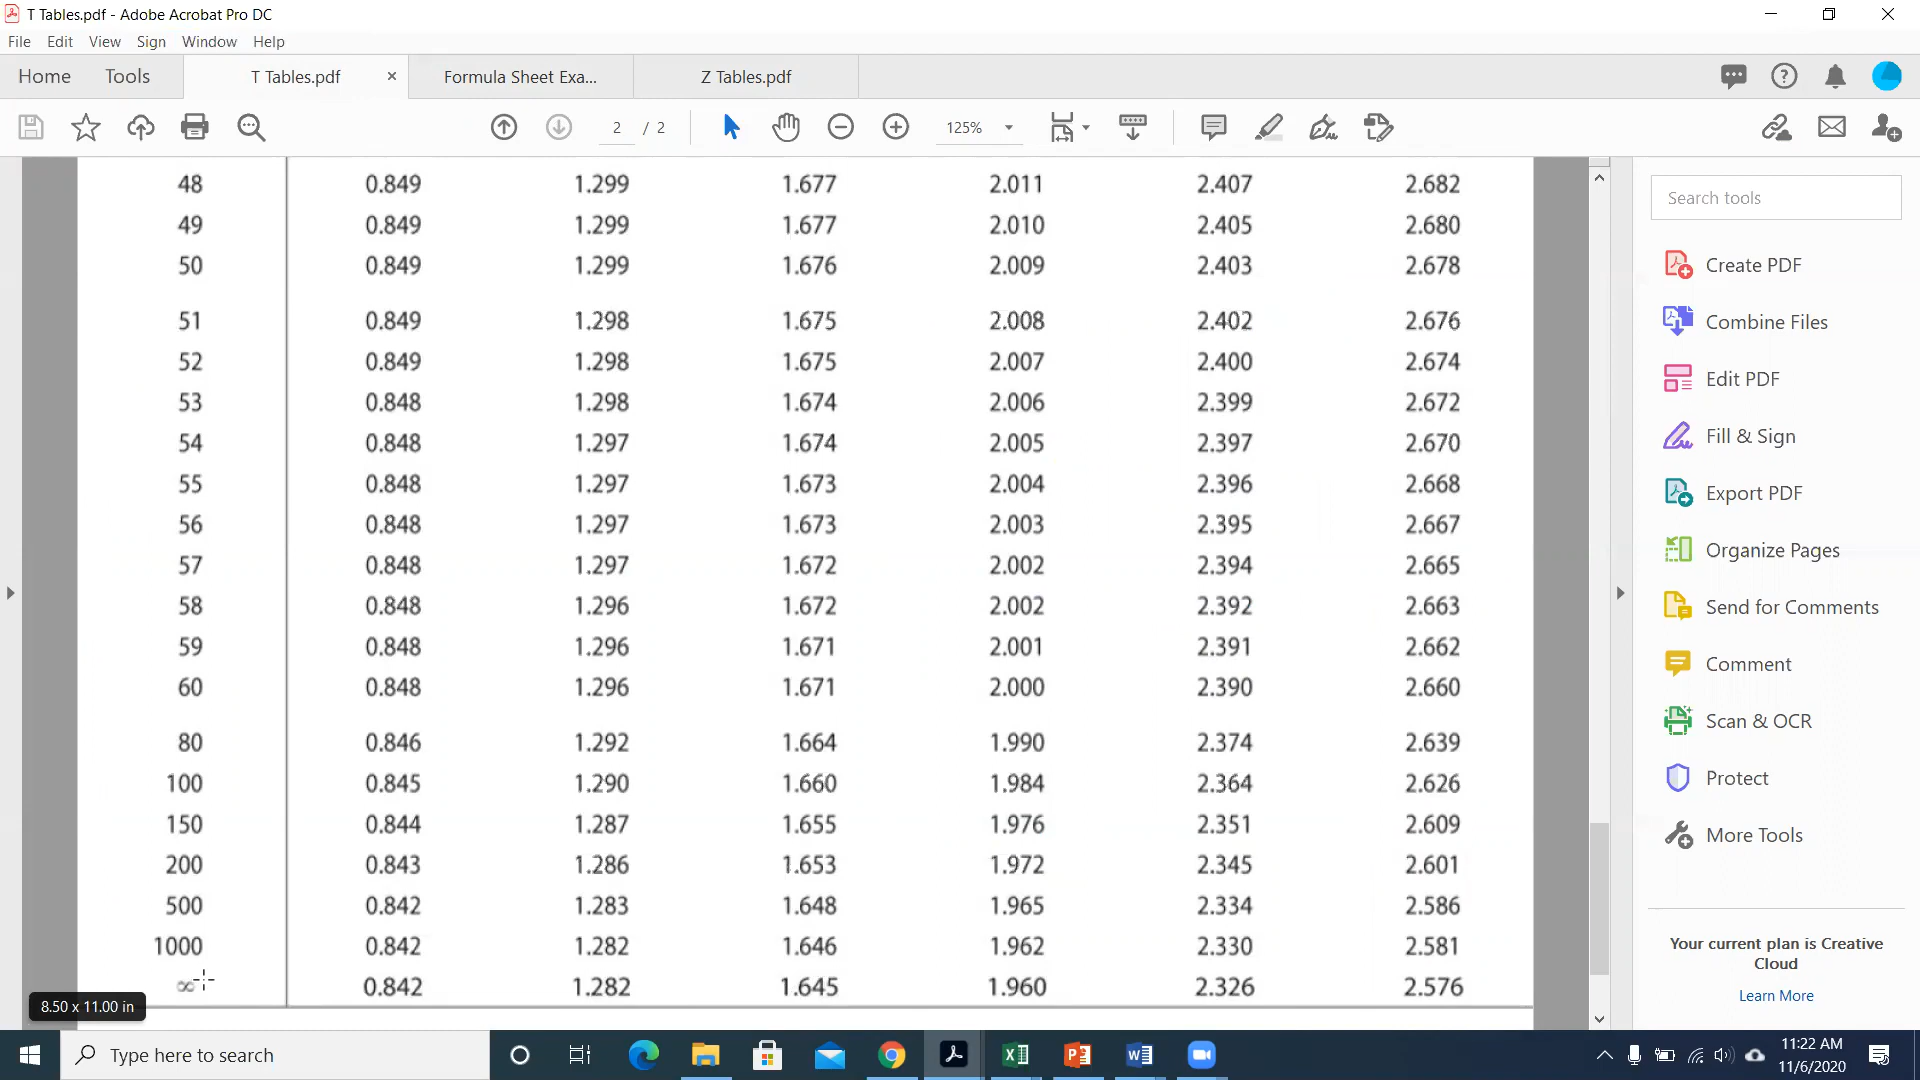 T Tables.pdf - Adobe Acrobat Pro DC
File Edit View Sign Window Help
Home Tools T Tables.pdf × Formula Sheet Exa... Z Tables.pdf
2 / 2 125%
48 0.849 1.299 1.677 2.011 2.407 2.682
49 0.849 1.299 1.677 2.010 2.405 2.680
50 0.849 1.299 1.676 2.009 2.403 2.678
51 0.849 1.298 1.675 2.008 2.402 2.676
52 0.849 1.298 1.675 2.007 2.400 2.674
53 0.848 1.298 1.674 2.006 2.399 2.672
54 0.848 1.297 1.674 2.005 2.397 2.670
55 0.848 1.297 1.673 2.004 2.396 2.668
56 0.848 1.297 1.673 2.003 2.395 2.667
57 0.848 1.297 1.672 2.002 2.394 2.665
58 0.848 1.296 1.672 2.002 2.392 2.663
59 0.848 1.296 1.671 2.001 2.391 2.662
60 0.848 1.296 1.671 2.000 2.390 2.660
80 0.846 1.292 1.664 1.990 2.374 2.639
100 0.845 1.290 1.660 1.984 2.364 2.626
150 0.844 1.287 1.655 1.976 2.351 2.609
200 0.843 1.286 1.653 1.972 2.345 2.601
500 0.842 1.283 1.648 1.965 2.334 2.586
1000 0.842 1.282 1.646 1.962 2.330 2.581
∞ 0.842 1.282 1.645 1.960 2.326 2.576
8.50 x 11.00 in
Search tools
Create PDF
Combine Files
Edit PDF
Fill & Sign
Export PDF
Organize Pages
Send for Comments
Comment
Scan & OCR
Protect
More Tools
Your current plan is Creative
Cloud
Learn More
Type here to search
11:22 AM
11/6/2020